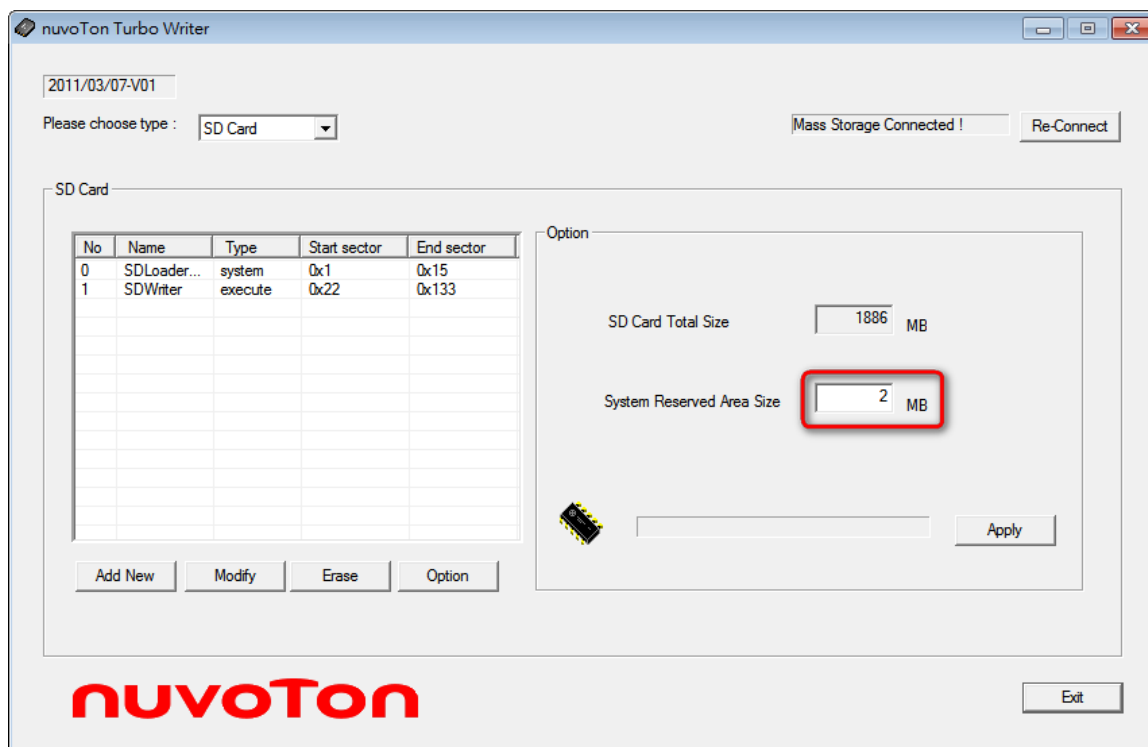 nuvoTon Turbo Writer
2011/03/07-V01
Please choose type : SD Card Mass Storage Connected ! Re-Connect
SD Card
No Name Type Start sector End sector
0 SDLoader... system 0x1 0x15
1 SDWriter execute 0x22 0x133
Option
SD Card Total Size 1886 MB
System Reserved Area Size 2 MB
Apply
Add New Modify Erase Option
nuvoTon
Exit